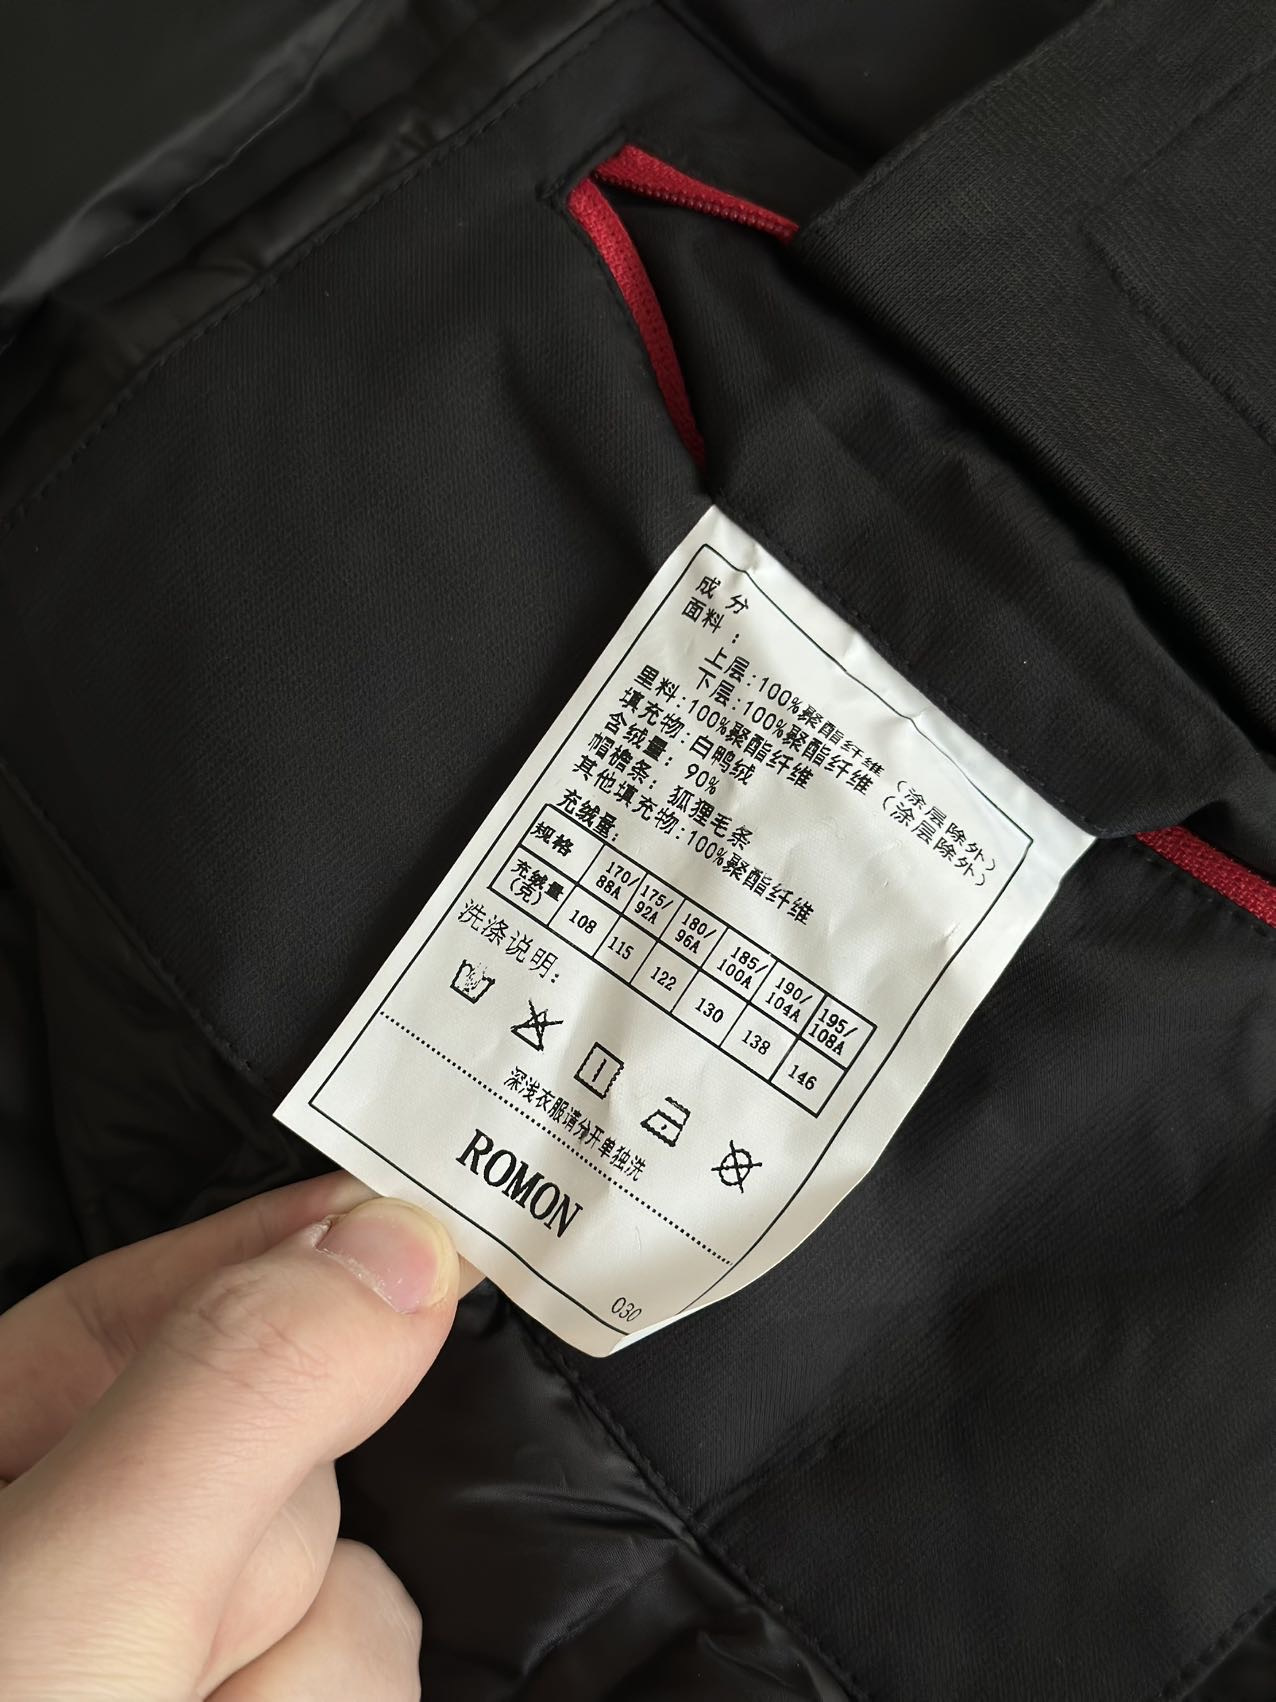 成 分
面料：
上层:100%聚酯纤维（涂层除外）
下层:100%聚酯纤维（涂层除外）
里料:100%聚酯纤维
填充物:白鸭绒
含绒量: 90%
帽檐条: 狐狸毛条
其他填充物:100%聚酯纤维
充绒量:
规格 170/88A 175/92A 180/96A 185/100A 190/104A 195/108A
充绒量(克) 108 115 122 130 138 146
洗涤说明:
深浅衣服请分开单独洗
ROMON
030